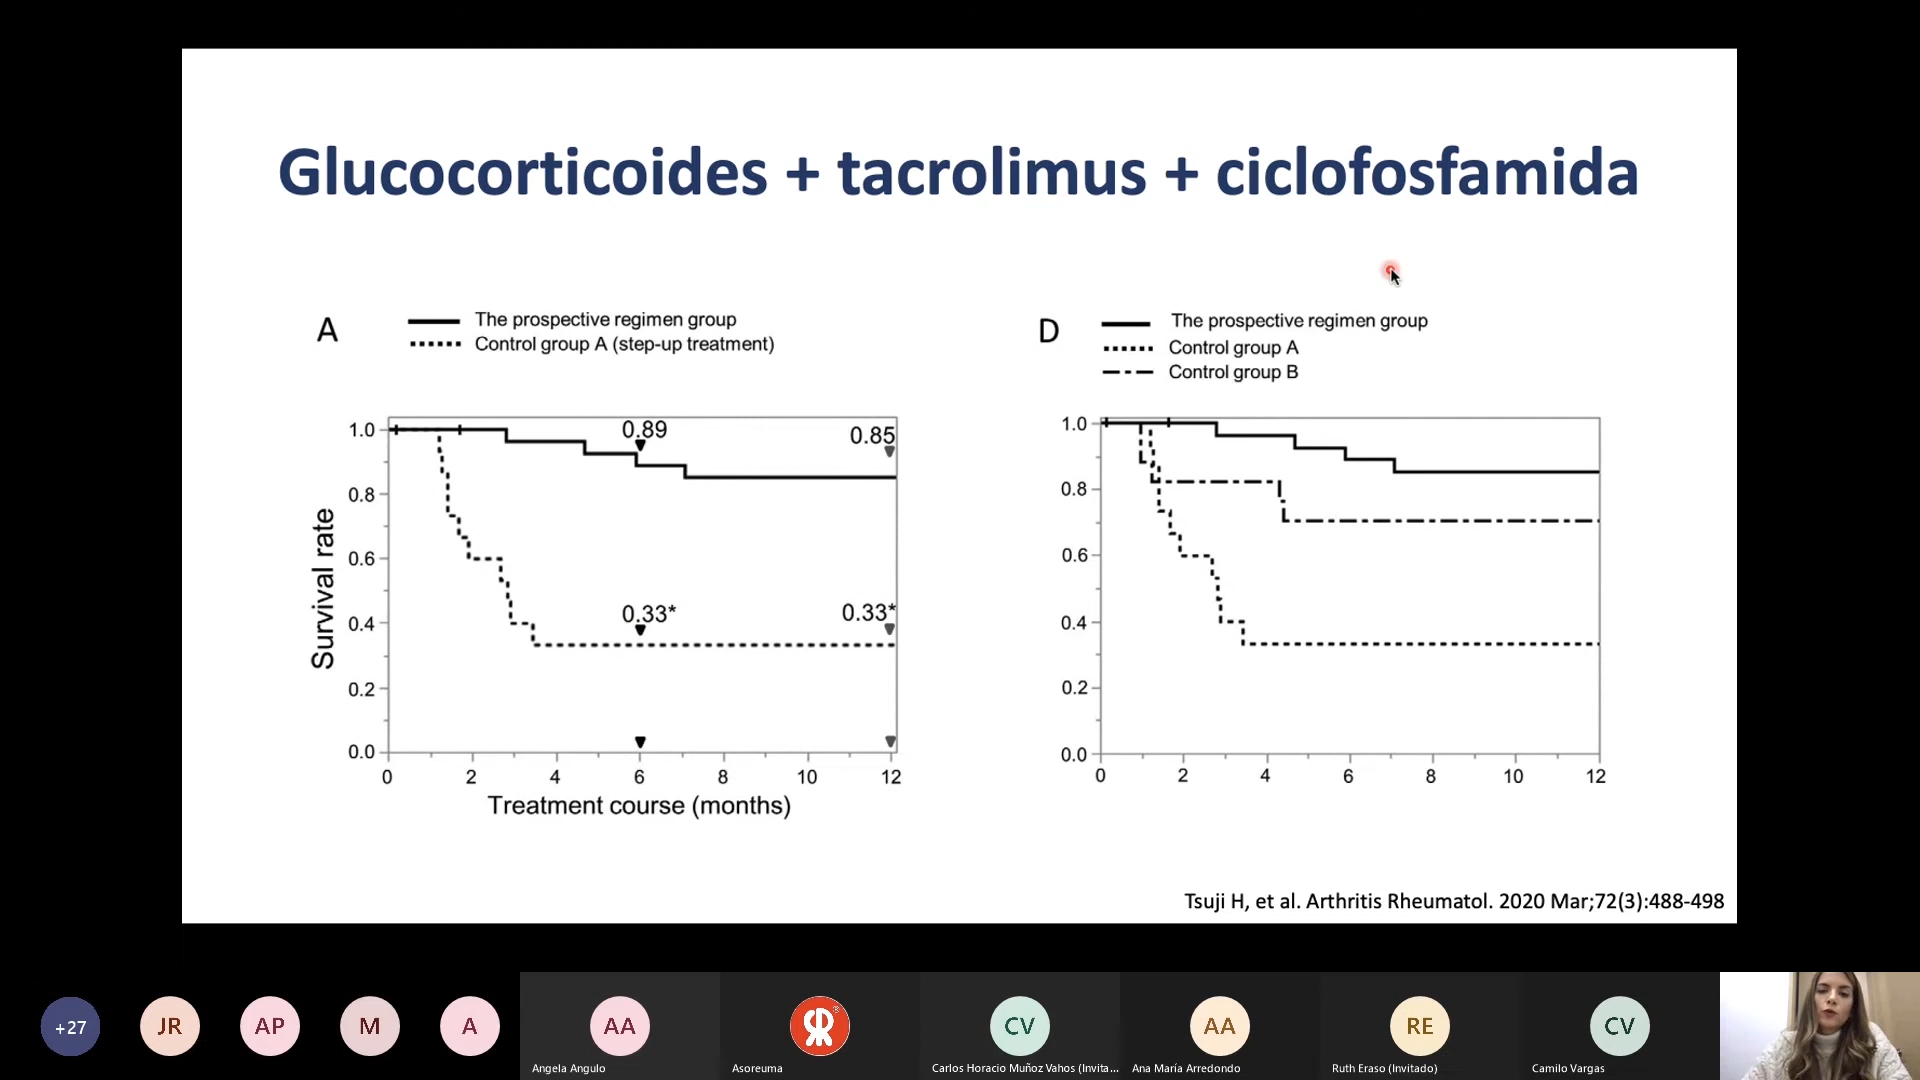 Glucocorticoides + tacrolimus + ciclofosfamida
A
The prospective regimen group
Control group A (step-up treatment)
Survival rate
1.0
0.8
0.6
0.4
0.2
0.0
0.89
0.85
0.33*
0.33*
0 2 4 6 8 10 12
Treatment course (months)
D
The prospective regimen group
Control group A
Control group B
1.0
0.8
0.6
0.4
0.2
0.0
0 2 4 6 8 10 12
Tsuji H, et al. Arthritis Rheumatol. 2020 Mar;72(3):488-498
+27
JR
AP
M
A
AA
Angela Angulo
Asoreuma
CV
Carlos Horacio Muñoz Vahos (Invita...
AA
Ana María Arredondo
RE
Ruth Eraso (Invitado)
CV
Camilo Vargas